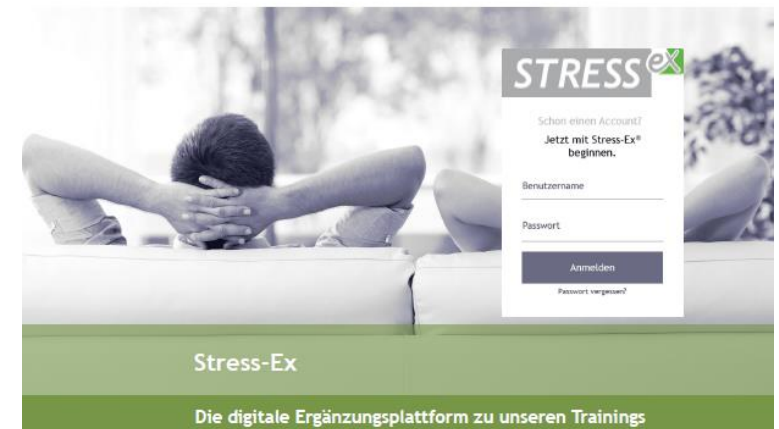 STRESS ex
Schon einen Account?
Jetzt mit Stress-Ex®
beginnen.
Benutzername
Passwort
Anmelden
Passwort vergessen?
Stress-Ex
Die digitale Ergänzungsplattform zu unseren Trainings